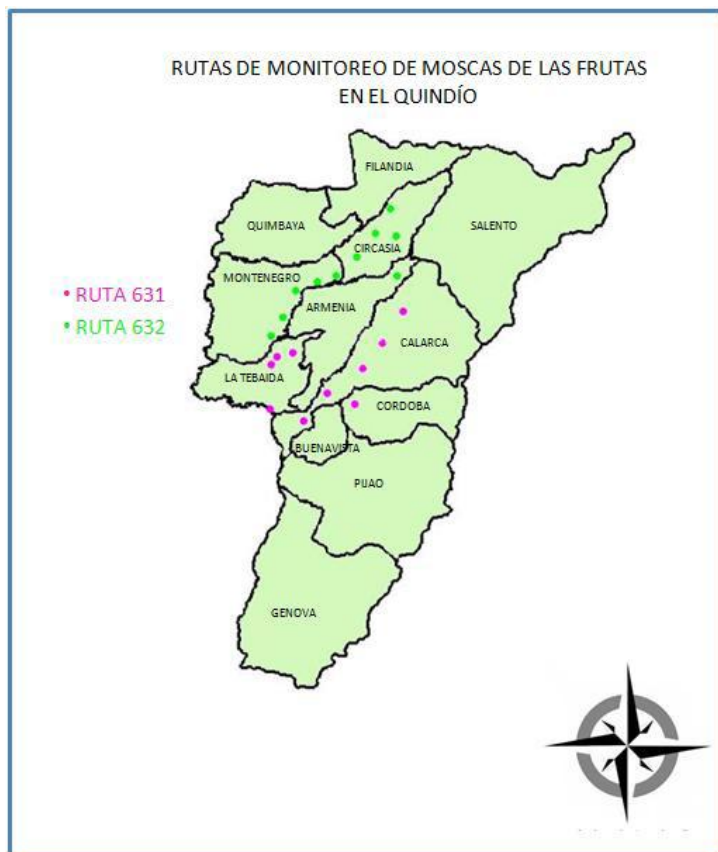 RUTAS DE MONITOREO DE MOSCAS DE LAS FRUTAS
EN EL QUINDÍO
FILANDIA
QUIMBAYA
SALENTO
CIRCASIA
MONTENEGRO
• RUTA 631
ARMENIA
• RUTA 632
CALARCA
LA TEBAIDA
CORDOBA
BUENAVISTA
PIJAO
GENOVA